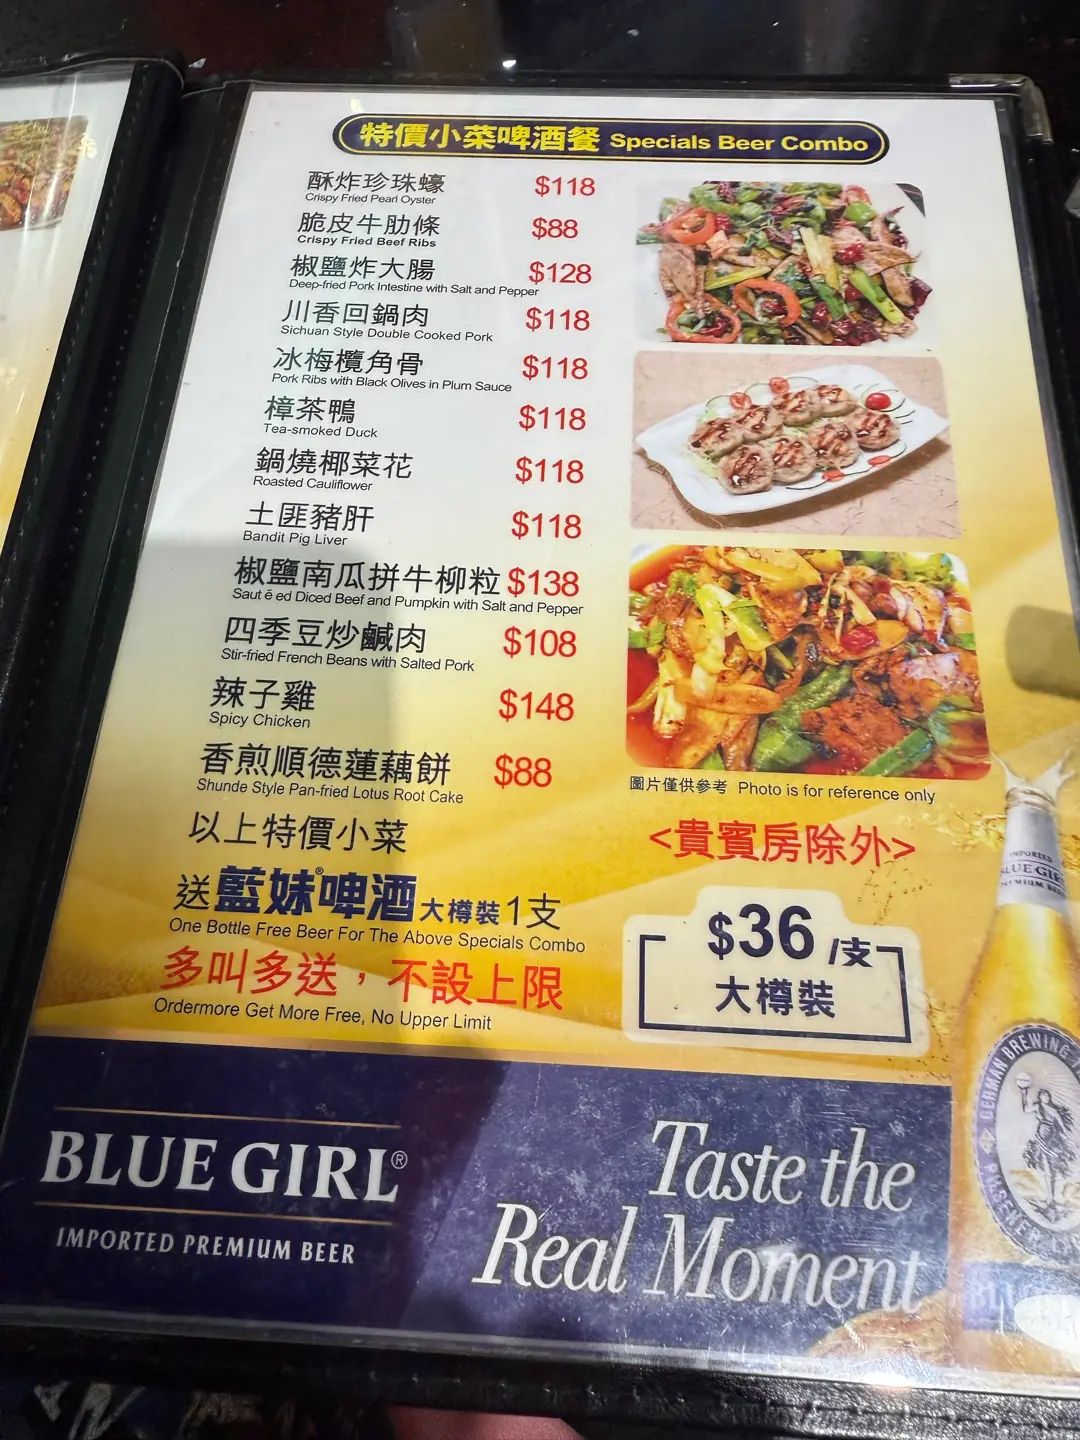 特價小菜啤酒餐 Specials Beer Combo
酥炸珍珠蠔 $118
Crispy Fried Pearl Oyster
脆皮牛肋條 $88
Crispy Fried Beef Ribs
椒鹽炸大腸 $128
Deep-fried Pork Intestine with Salt and Pepper
川香回鍋肉 $118
Sichuan Style Double Cooked Pork
冰梅欖角骨 $118
Pork Ribs with Black Olives in Plum Sauce
樟茶鴨 $118
Tea-smoked Duck
鍋燒椰菜花 $118
Roasted Cauliflower
土匪豬肝 $118
Bandit Pig Liver
椒鹽南瓜拼牛柳粒 $138
Saut ē ed Diced Beef and Pumpkin with Salt and Pepper
四季豆炒鹹肉 $108
Stir-fried French Beans with Salted Pork
辣子雞 $148
Spicy Chicken
香煎順德蓮藕餅 $88
Shunde Style Pan-fried Lotus Root Cake
以上特價小菜
送藍妹®啤酒大樽裝1支
One Bottle Free Beer For The Above Specials Combo
多叫多送，不設上限
Ordermore Get More Free, No Upper Limit
圖片僅供參考 Photo is for reference only
<貴賓房除外>
$36/支
大樽裝
BLUE GIRL®
IMPORTED PREMIUM BEER
Taste the
Real Moment
IMPORTED
BLUE GIRL
PREMIUM BEER
GERMAN BREWING